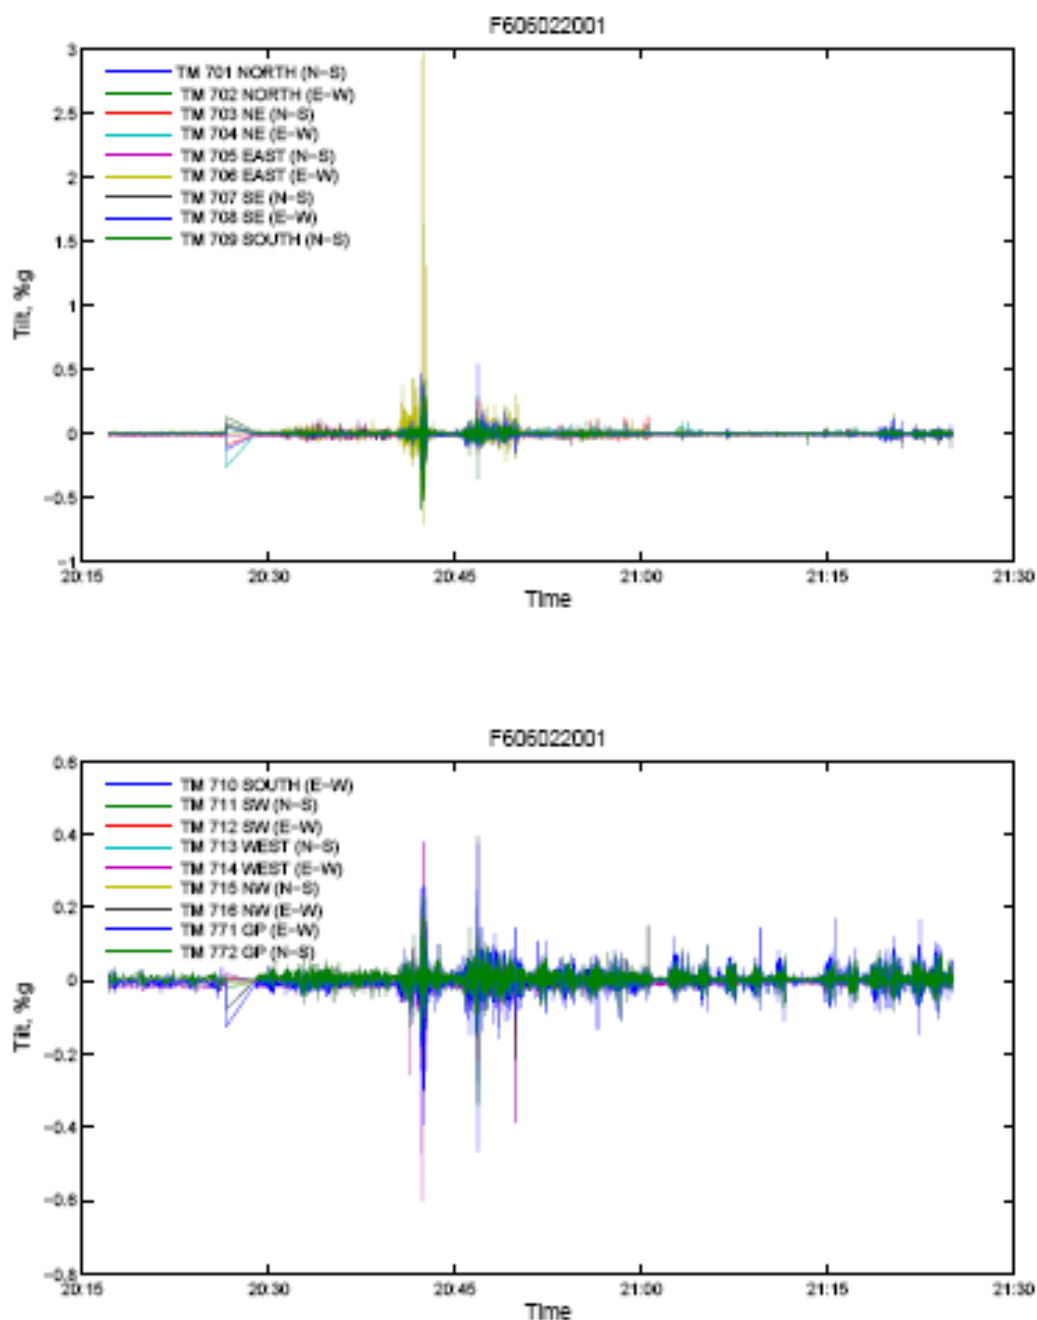 F606022001
3
TM 701 NORTH (N-S)
TM 702 NORTH (E-W)
2.5
TM 703 NE (N-S)
TM 704 NE (E-W)
TM 705 EAST (N-S)
2
TM 706 EAST (E-W)
TM 707 SE (N-S)
TM 708 SE (E-W)
1.5
TM 709 SOUTH (N-S)
Tilt, %g
1
0.5
0
-0.5
-1
20:15 20:30 20:45 21:00 21:15 21:30
Time
F606022001
0.6
TM 710 SOUTH (E-W)
TM 711 SW (N-S)
TM 712 SW (E-W)
0.4
TM 713 WEST (N-S)
TM 714 WEST (E-W)
TM 715 NW (N-S)
0.2
TM 716 NW (E-W)
TM 771 GP (E-W)
TM 772 GP (N-S)
0
Tilt, %g
-0.2
-0.4
-0.6
-0.8
20:15 20:30 20:45 21:00 21:15 21:30
Time